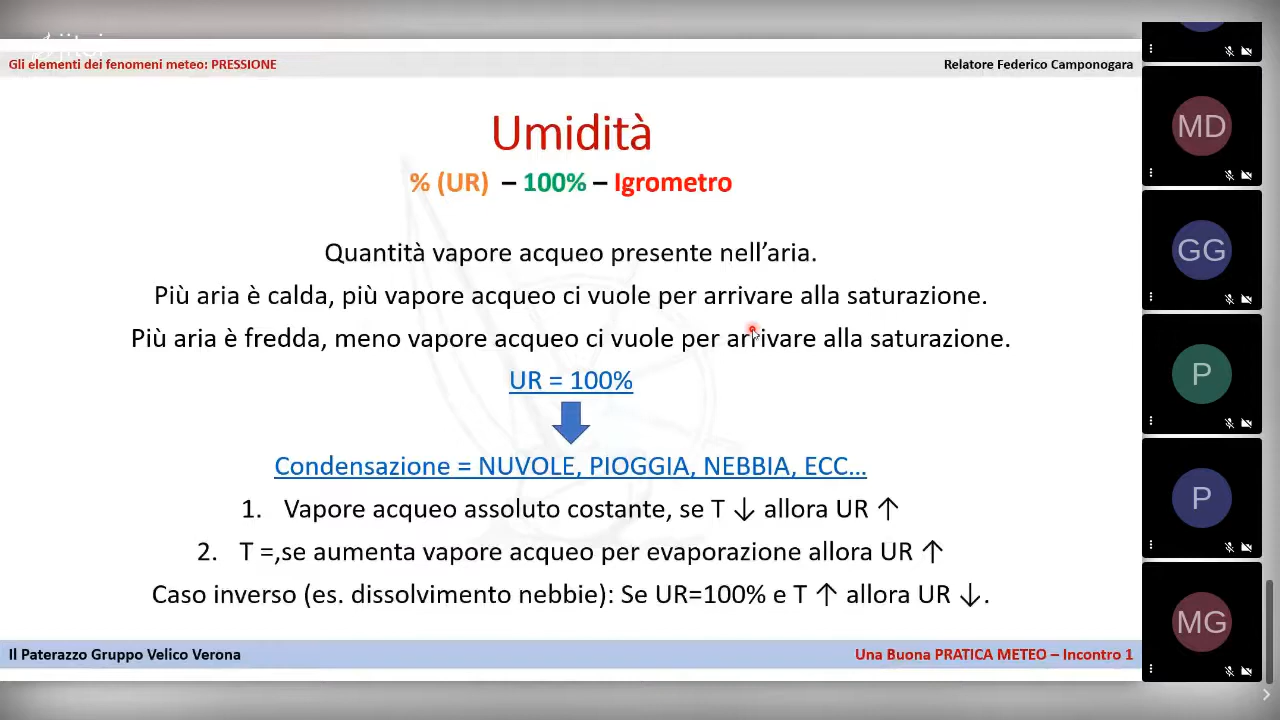 Gli elementi dei fenomeni meteo: PRESSIONE
Relatore Federico Camponogara
Umidità
% (UR) – 100% – Igrometro
Quantità vapore acqueo presente nell’aria.
Più aria è calda, più vapore acqueo ci vuole per arrivare alla saturazione.
Più aria è fredda, meno vapore acqueo ci vuole per arrivare alla saturazione.
UR = 100%
Condensazione = NUVOLE, PIOGGIA, NEBBIA, ECC...
1. Vapore acqueo assoluto costante, se T ↓ allora UR ↑
2. T =,se aumenta vapore acqueo per evaporazione allora UR ↑
Caso inverso (es. dissolvimento nebbie): Se UR=100% e T ↑ allora UR ↓.
Il Paterazzo Gruppo Velico Verona
Una Buona PRATICA METEO – Incontro 1
MD
GG
P
P
MG